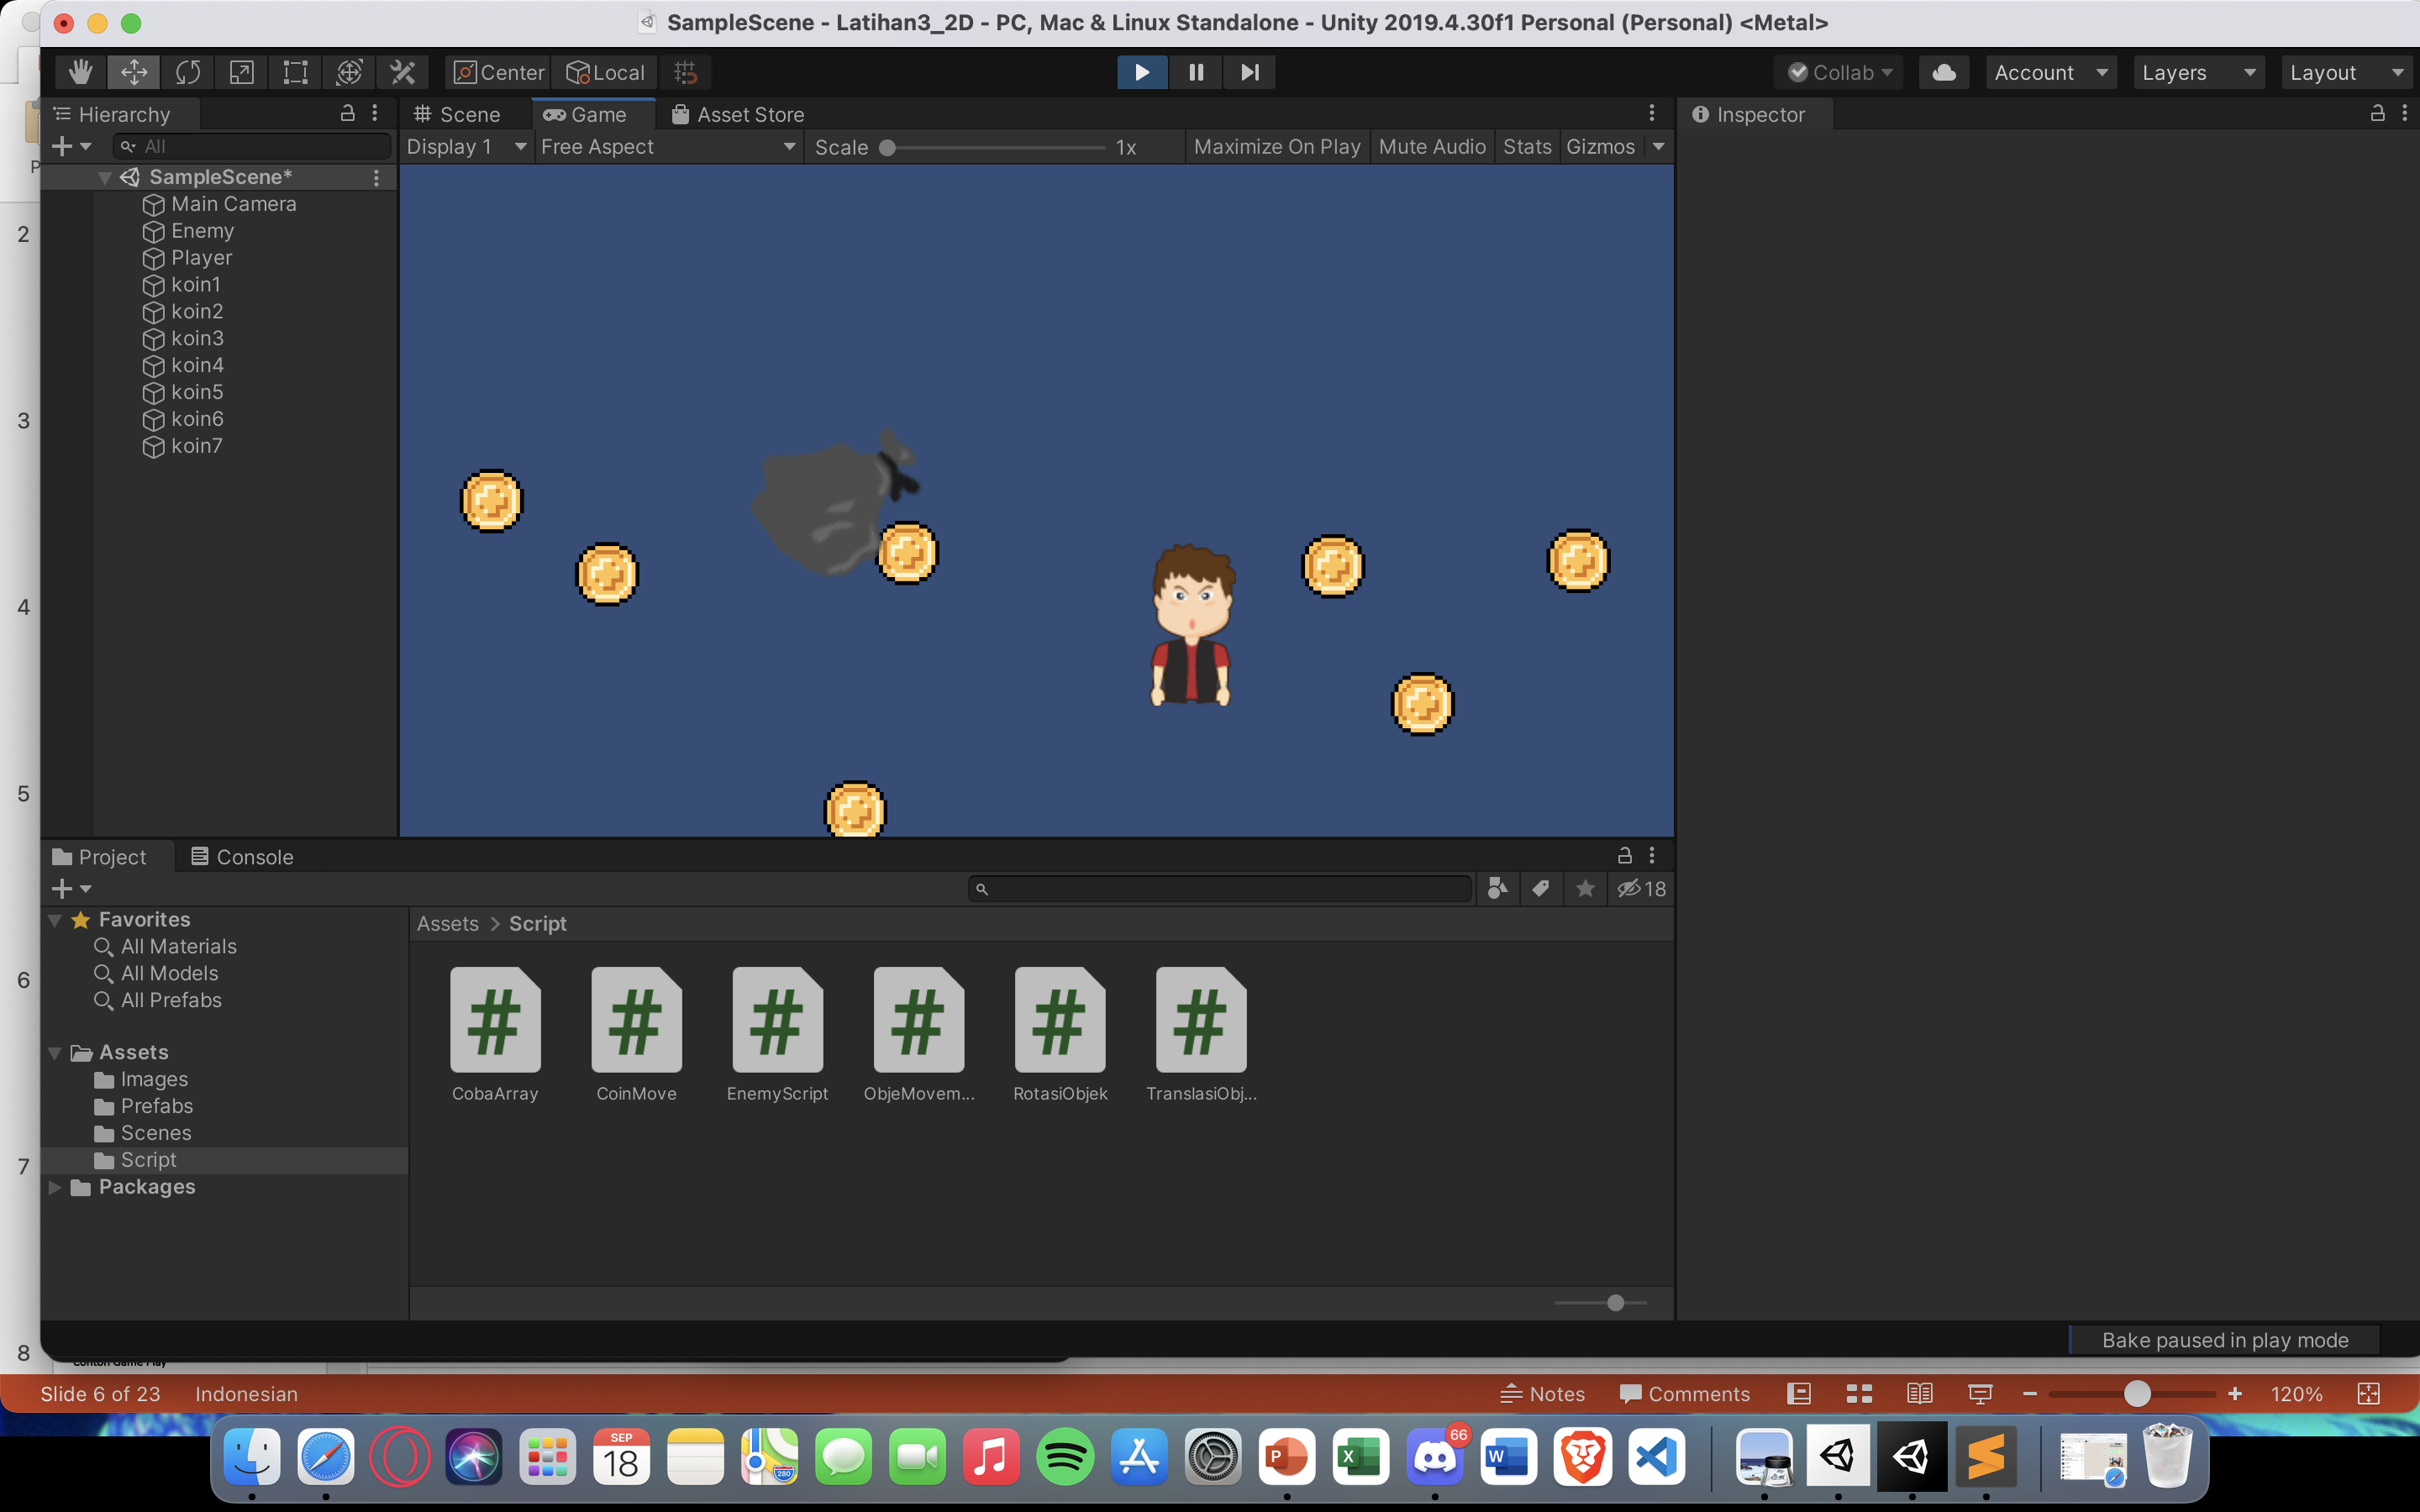 SampleScene - Latihan3_2D - PC, Mac & Linux Standalone - Unity 2019.4.30f1 Personal (Personal) <Metal>
Center Local Collab Account Layers Layout
Hierarchy
Scene Game Asset Store
Inspector
All
Display 1 Free Aspect Scale 1x Maximize On Play Mute Audio Stats Gizmos
P
SampleScene*
Main Camera
Enemy
Player
koin1
koin2
koin3
koin4
koin5
koin6
koin7
2
3
4
5
6
7
8
Project Console
18
Favorites
All Materials
All Models
All Prefabs
Assets
Images
Prefabs
Scenes
Script
Packages
Assets > Script
CobaArray CoinMove EnemyScript ObjeMovem... RotasiObjek TranslasiObj...
Bake paused in play mode
Slide 6 of 23 Indonesian Notes Comments 120%
SEP
18
280
P
X
66
W